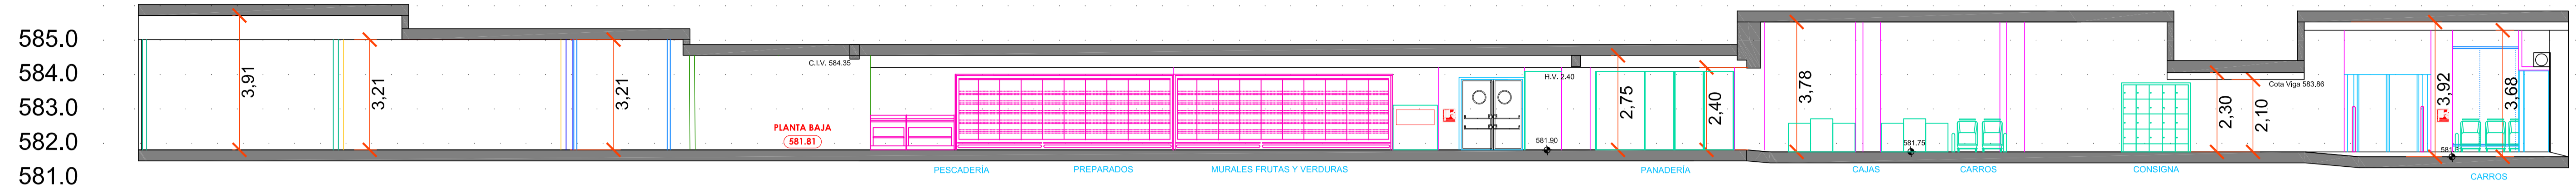 585.0
584.0
583.0
582.0
581.0
3,91
3,21
3,21
C.I.V. 584.35
PLANTA BAJA
581.81
PESCADERÍA
PREPARADOS
MURALES FRUTAS Y VERDURAS
H.V. 2.40
581.90
2,75
2,40
PANADERÍA
3,78
581,75
CAJAS
CARROS
CONSIGNA
2,30
2,10
Cota Viga 583,86
3,92
3,68
CARROS